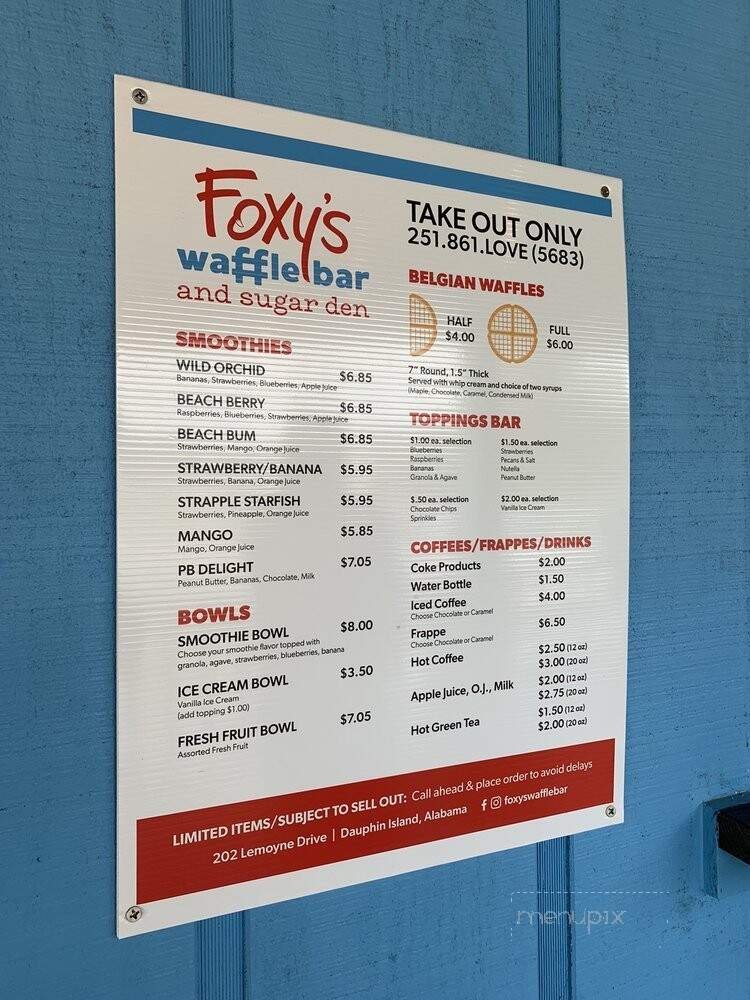 Foxy's
waffle bar
and sugar den
SMOOTHIES
WILD ORCHID $6.85
Bananas, Strawberries, Blueberries, Apple Juice
BEACH BERRY $6.85
Raspberries, Blueberries, Strawberries, Apple Juice
BEACH BUM $6.85
Strawberries, Mango, Orange Juice
STRAWBERRY/BANANA $5.95
Strawberries, Banana, Orange Juice
STRAPPLE STARFISH $5.95
Strawberries, Pineapple, Orange Juice
MANGO $5.85
Mango, Orange Juice
PB DELIGHT $7.05
Peanut Butter, Bananas, Chocolate, Milk
BOWLS
SMOOTHIE BOWL $8.00
Choose your smoothie flavor topped with
granola, agave, strawberries, blueberries, banana
ICE CREAM BOWL $3.50
Vanilla Ice Cream
(add topping $1.00)
FRESH FRUIT BOWL $7.05
Assorted Fresh Fruit
TAKE OUT ONLY
251.861.LOVE (5683)
BELGIAN WAFFLES
HALF
$4.00
FULL
$6.00
7" Round, 1.5" Thick
Served with whip cream and choice of two syrups
(Maple, Chocolate, Caramel, Condensed Milk)
TOPPINGS BAR
$1.00 ea. selection
Blueberries
Raspberries
Bananas
Granola & Agave
$1.50 ea. selection
Strawberries
Pecans & Salt
Nutella
Peanut Butter
$.50 ea. selection
Chocolate Chips
Sprinkles
$2.00 ea. selection
Vanilla Ice Cream
COFFEES/FRAPPES/DRINKS
Coke Products $2.00
Water Bottle $1.50
Iced Coffee $4.00
Choose Chocolate or Caramel
Frappe $6.50
Choose Chocolate or Caramel
Hot Coffee $2.50 (12 oz)
$3.00 (20 oz)
Apple Juice, O.J., Milk $2.00 (12 oz)
$2.75 (20 oz)
Hot Green Tea $1.50 (12 oz)
$2.00 (20 oz)
LIMITED ITEMS/SUBJECT TO SELL OUT: Call ahead & place order to avoid delays
202 Lemoyne Drive | Dauphin Island, Alabama f foxyswafflebar
menupix